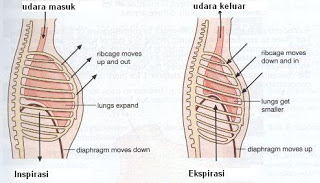 udara masuk
ribcage moves
up and out
lungs expand
diaphragm moves down
Inspirasi
udara keluar
ribcage moves
down and in
lungs get
smaller
diaphragm moves up
Ekspirasi